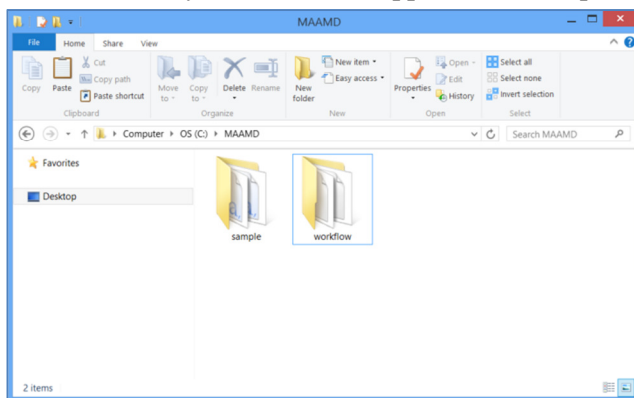 MAAMD
File Home Share View
Copy
Paste
Cut
Copy path
Paste shortcut
Clipboard
Move to
Copy to
Delete
Rename
Organize
New folder
New item
Easy access
New
Properties
Open
Edit
History
Open
Select all
Select none
Invert selection
Select
Computer OS (C:) MAAMD
Search MAAMD
Favorites
Desktop
sample
workflow
2 items